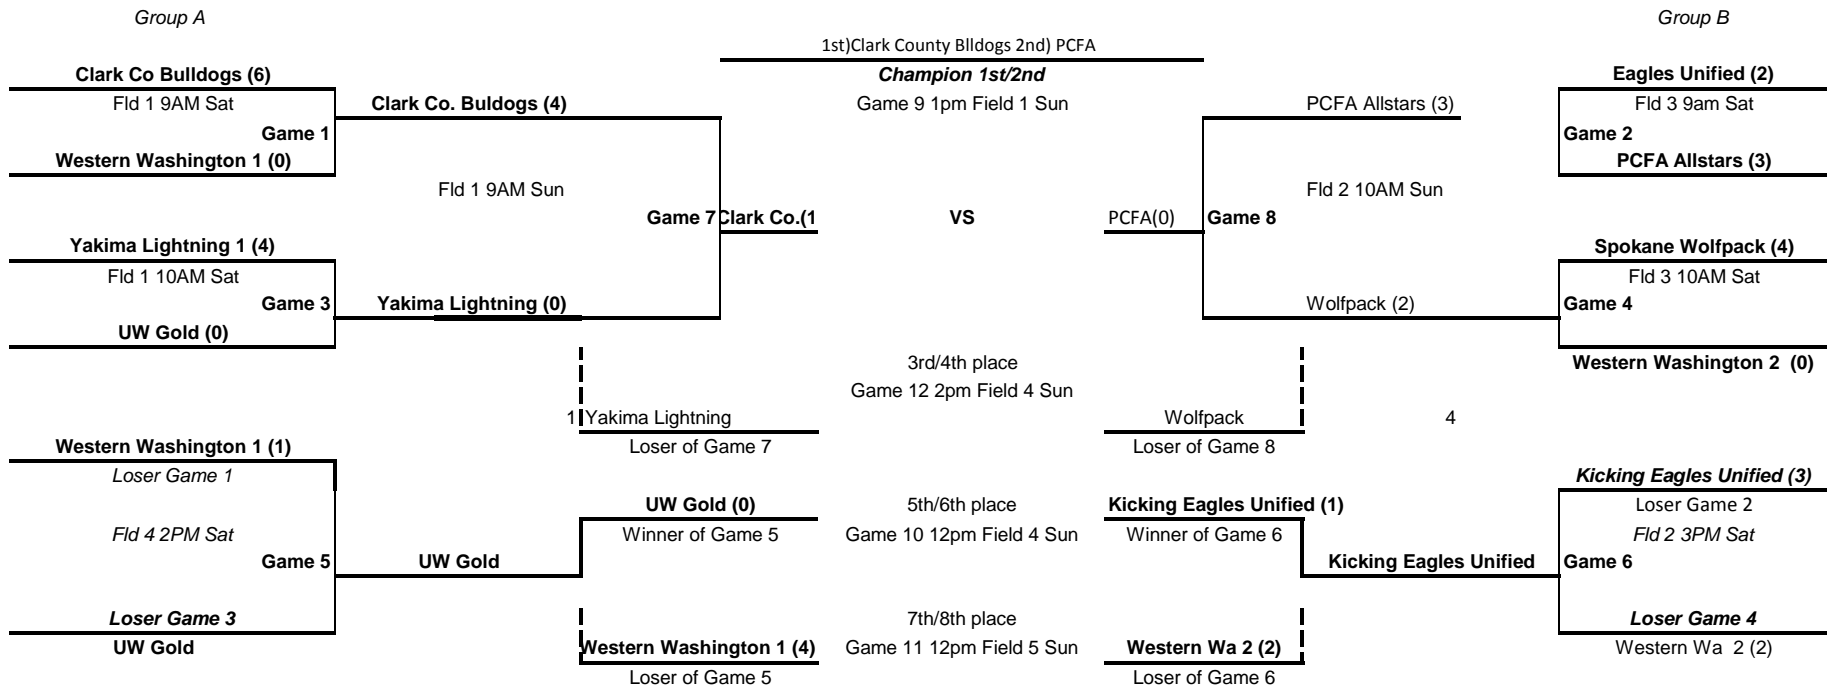 Group A
Group B
1st)Clark County Blldogs 2nd) PCFA
Clark Co Bulldogs (6)
Champion 1st/2nd
Eagles Unified (2)
Fld 1 9AM Sat
Clark Co. Buldogs (4)
Game 9 1pm Field 1 Sun
PCFA Allstars (3)
Fld 3 9am Sat
Game 1
Game 2
Western Washington 1 (0)
PCFA Allstars (3)
Fld 1 9AM Sun
Fld 2 10AM Sun
Game 7
Clark Co.(1
VS
PCFA(0)
Game 8
Yakima Lightning 1 (4)
Spokane Wolfpack (4)
Fld 1 10AM Sat
Fld 3 10AM Sat
Game 3
Yakima Lightning (0)
Wolfpack (2)
Game 4
UW Gold (0)
3rd/4th place
Western Washington 2 (0)
Game 12 2pm Field 4 Sun
1
Yakima Lightning
Wolfpack
4
Western Washington 1 (1)
Loser of Game 7
Loser of Game 8
Loser Game 1
Kicking Eagles Unified (3)
UW Gold (0)
5th/6th place
Kicking Eagles Unified (1)
Loser Game 2
Fld 4 2PM Sat
Winner of Game 5
Game 10 12pm Field 4 Sun
Winner of Game 6
Fld 2 3PM Sat
Game 5
UW Gold
Kicking Eagles Unified
Game 6
Loser Game 3
7th/8th place
Loser Game 4
UW Gold
Western Washington 1 (4)
Game 11 12pm Field 5 Sun
Western Wa 2 (2)
Western Wa 2 (2)
Loser of Game 5
Loser of Game 6